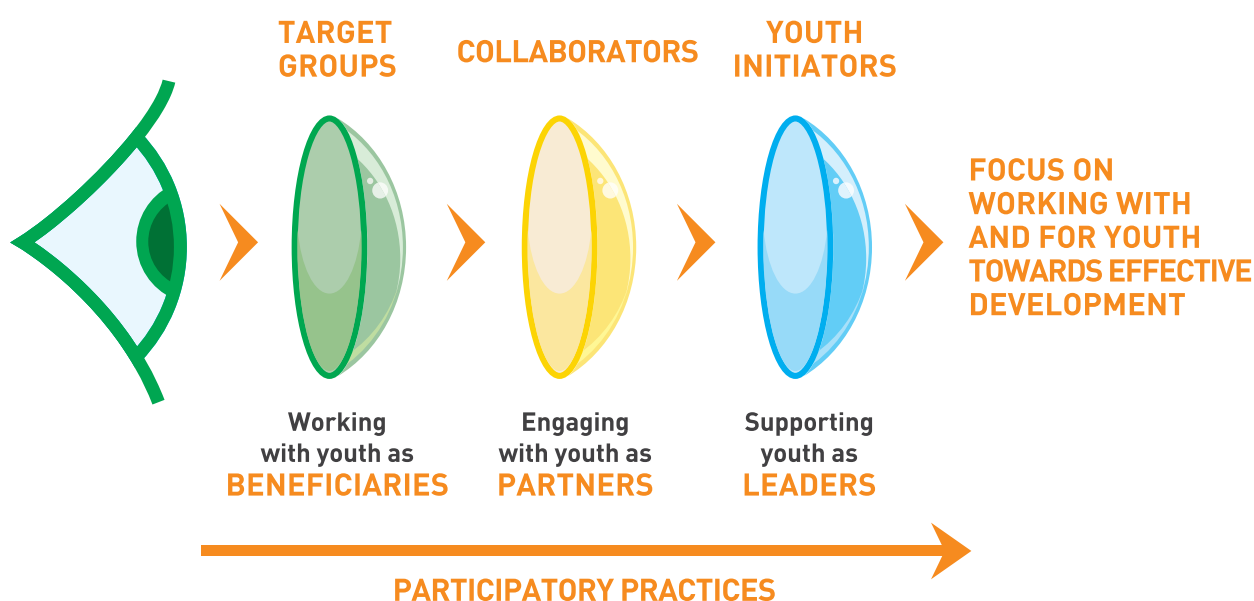 TARGET
GROUPS
COLLABORATORS
YOUTH
INITIATORS
FOCUS ON
WORKING WITH
AND FOR YOUTH
TOWARDS EFFECTIVE
DEVELOPMENT
Working
with youth as
BENEFICIARIES
Engaging
with youth as
PARTNERS
Supporting
youth as
LEADERS
PARTICIPATORY PRACTICES